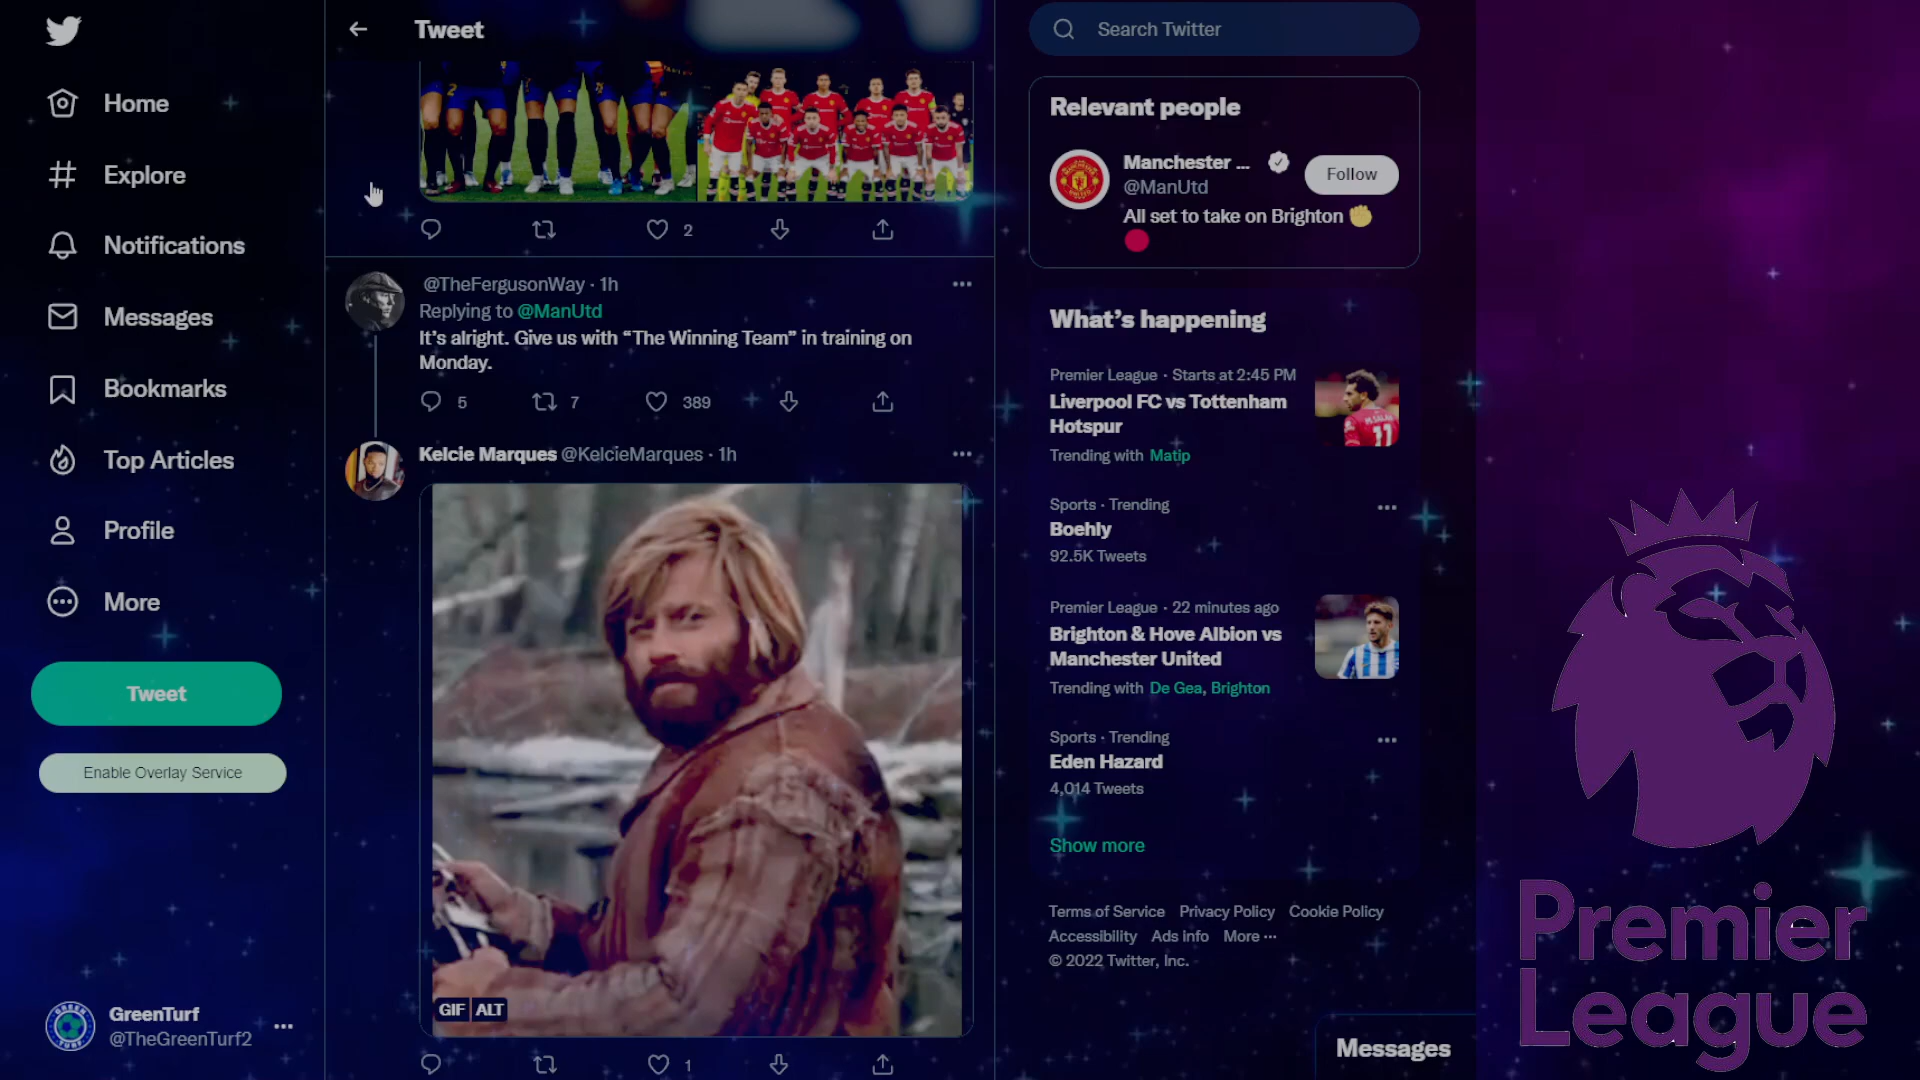 Home
Explore
Notifications
Messages
Bookmarks
Top Articles
Profile
More
Tweet
Enable Overlay Service
GreenTurf
@TheGreenTurf2
Tweet
2
@TheFergusonWay · 1h
Replying to @ManUtd
It's alright. Give us with “The Winning Team” in training on
Monday.
5
7
389
Kelcie Marques @KelcieMarques · 1h
GIF ALT
1
Search Twitter
Relevant people
Manchester ...
@ManUtd
Follow
All set to take on Brighton
What's happening
Premier League · Starts at 2:45 PM
Liverpool FC vs Tottenham
Hotspur
Trending with Matip
M.SALAH
11
Sports · Trending
Boehly
92.5K Tweets
Premier League · 22 minutes ago
Brighton & Hove Albion vs
Manchester United
Trending with De Gea, Brighton
Sports · Trending
Eden Hazard
4,014 Tweets
Show more
Terms of Service Privacy Policy Cookie Policy
Accessibility Ads info More ···
© 2022 Twitter, Inc.
Messages
Premier
League